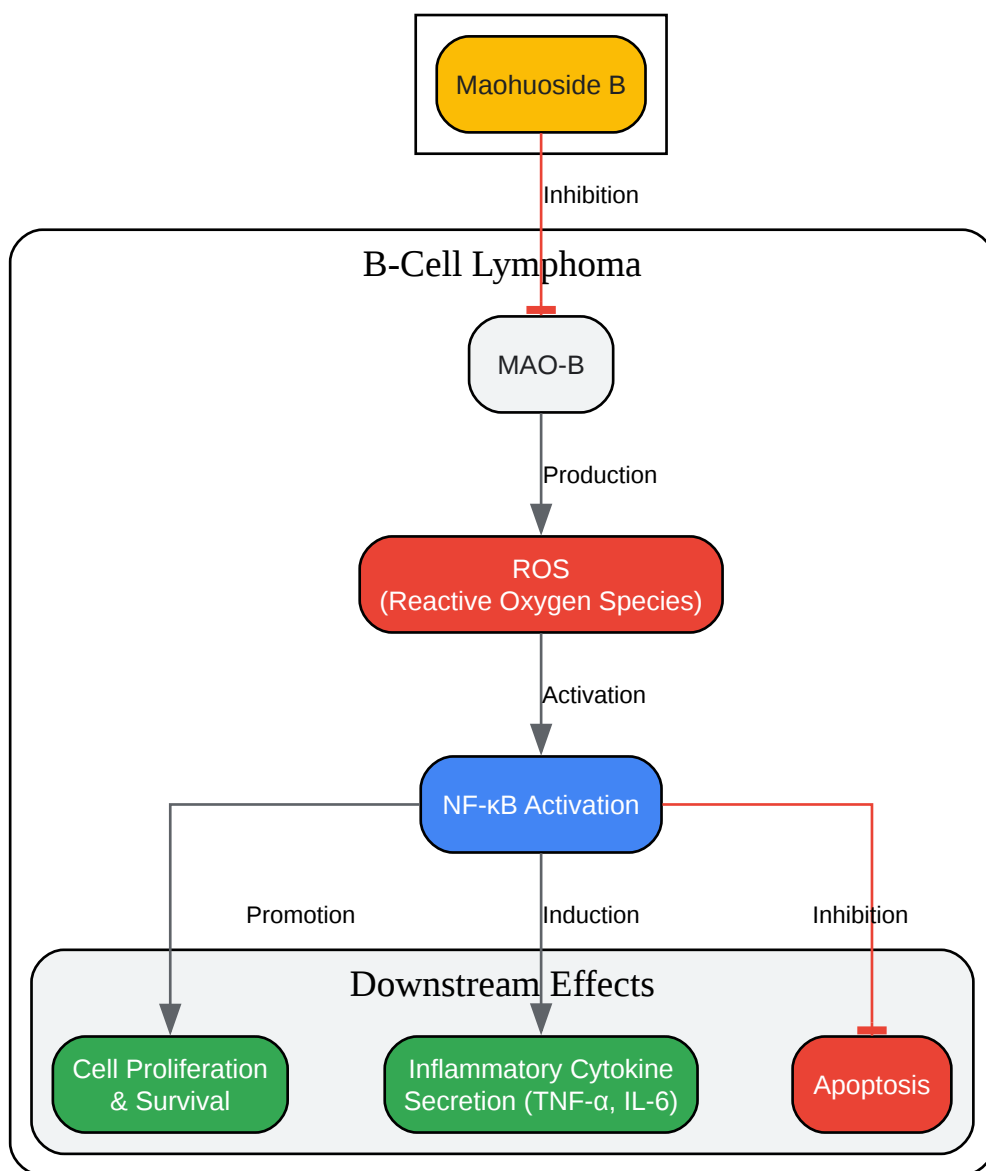 Maohuoside B
Inhibition
B-Cell Lymphoma
MAO-B
Production
ROS
(Reactive Oxygen Species)
Activation
NF-κB Activation
Promotion
Induction
Inhibition
Downstream Effects
Cell Proliferation
& Survival
Inflammatory Cytokine
Secretion (TNF-α, IL-6)
Apoptosis